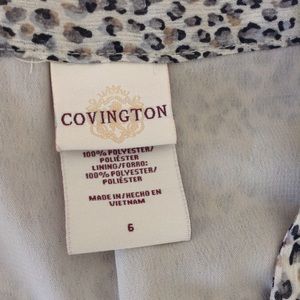 COVINGTON
100% POLYESTER/
POLIÉSTER
LINING/FORRO:
100% POLYESTER/
POLIÉSTER
MADE IN/HECHO EN
VIETNAM
6